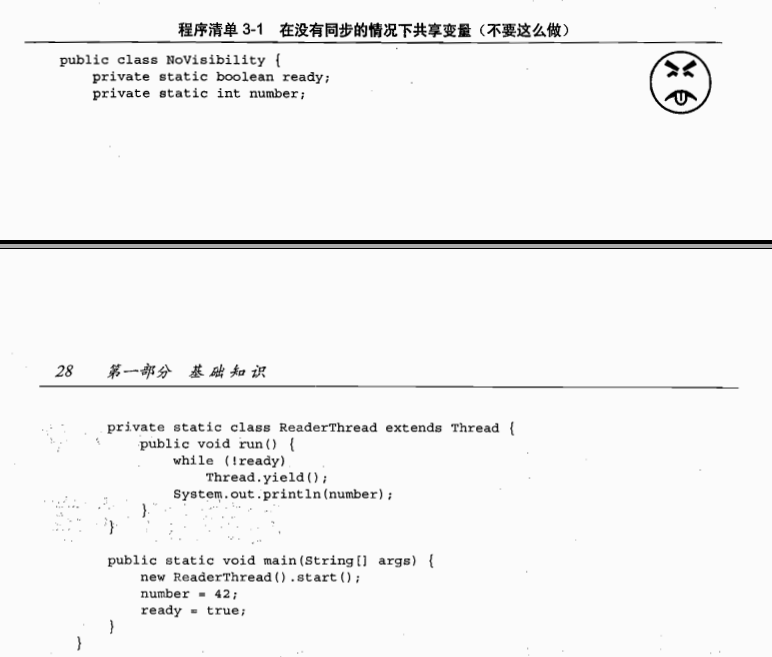 程序清单 3-1 在没有同步的情况下共享变量（不要这么做）
public class NoVisibility {
    private static boolean ready;
    private static int number;
28 第一部分 基础知识
    private static class ReaderThread extends Thread {
        public void run() {
            while (!ready)
                Thread.yield();
            System.out.println(number);
        }
    }
    public static void main(String[] args) {
        new ReaderThread().start();
        number = 42;
        ready = true;
    }
}